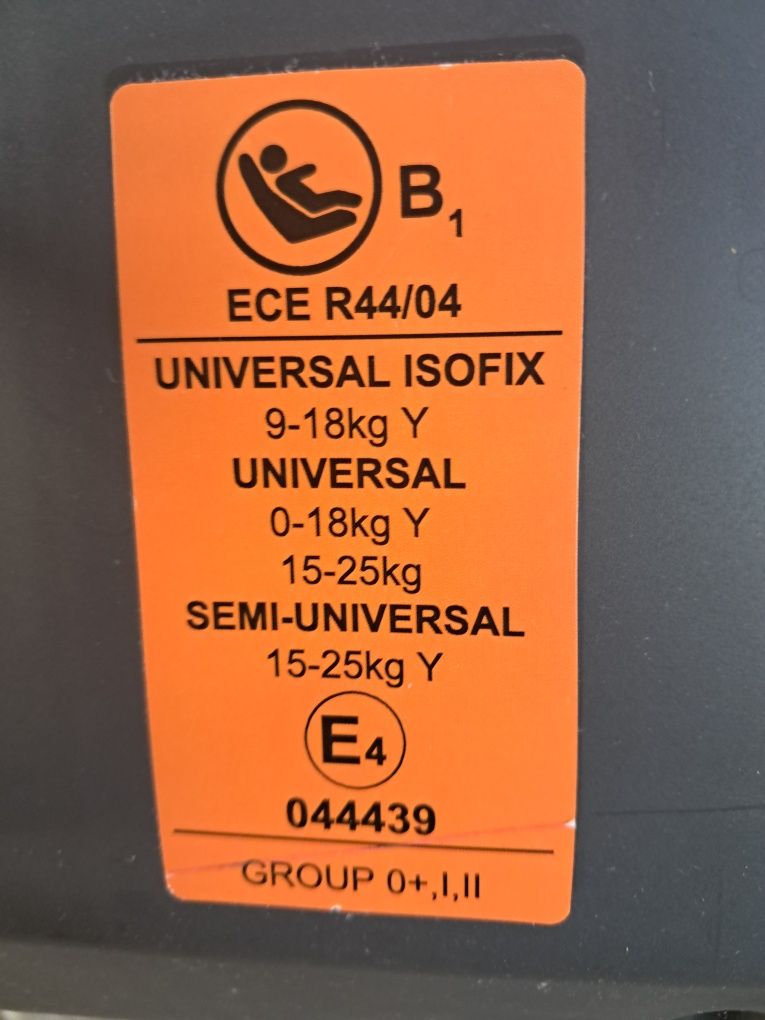 B1
ECE R44/04
UNIVERSAL ISOFIX
9-18kg Y
UNIVERSAL
0-18kg Y
15-25kg
SEMI-UNIVERSAL
15-25kg Y
E4
044439
GROUP 0+,I,II